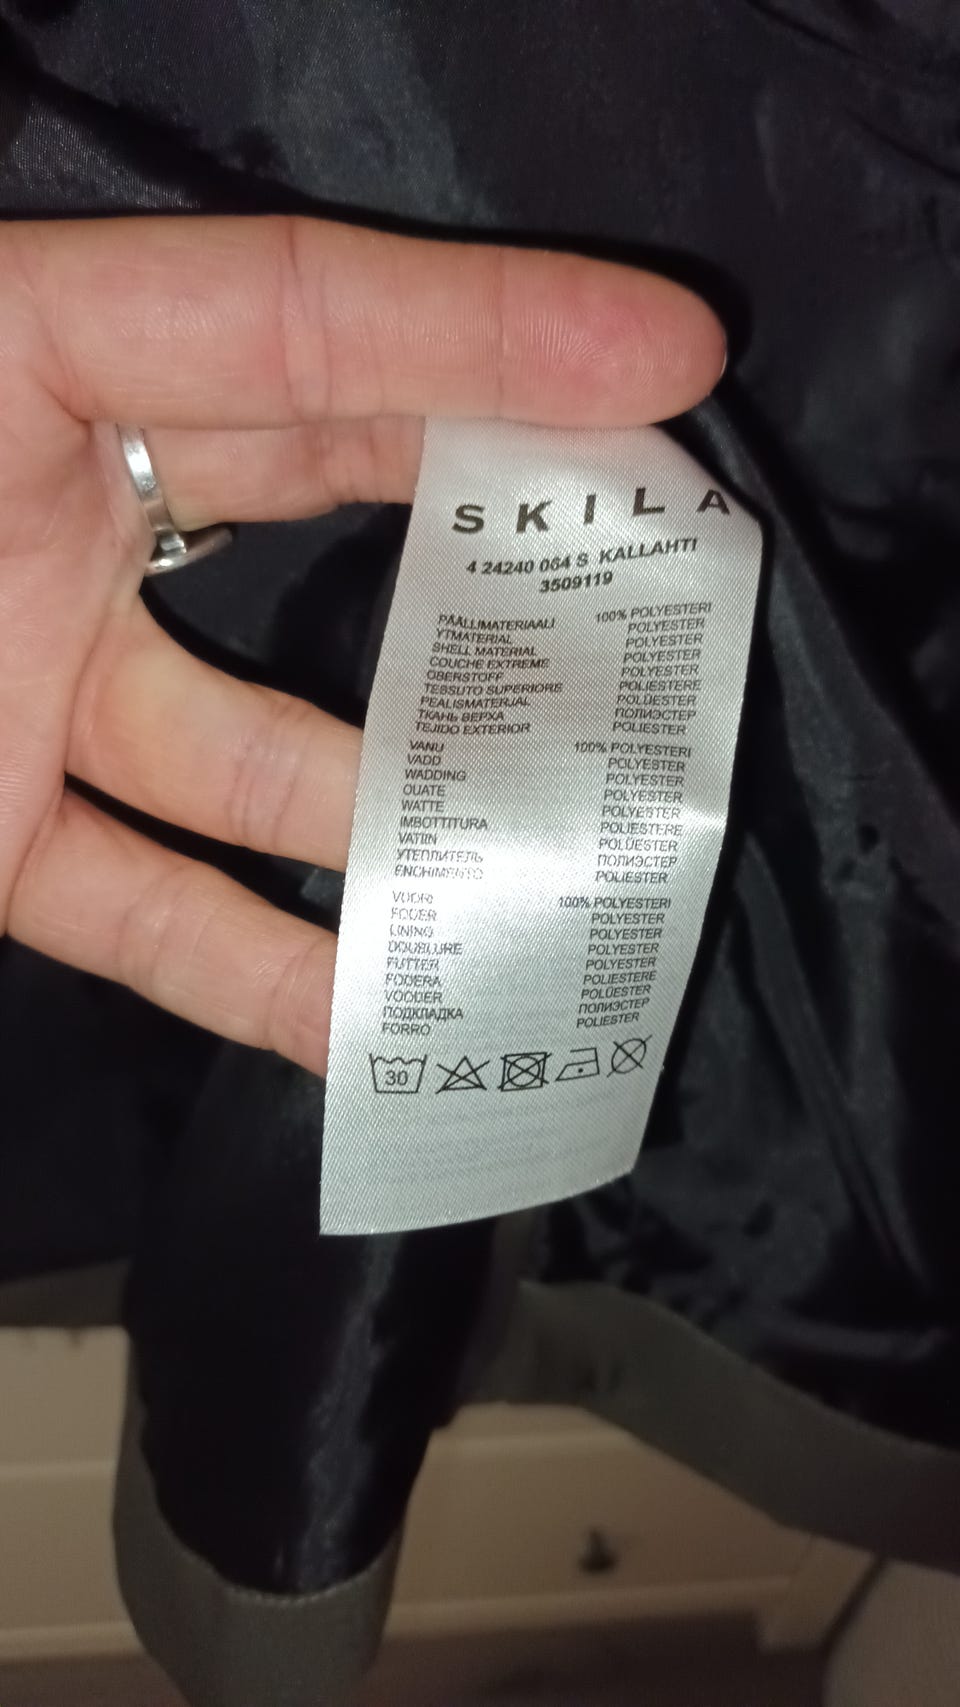 SKILA
4 24240 064 S KALLAHTI
3509119
PÄÄLLIMATERIAALI 100% POLYESTERI
YTMATERIAL POLYESTER
SHELL MATERIAL POLYESTER
COUCHE EXTREME POLYESTER
OBERSTOFF POLYESTER
TESSUTO SUPERIORE POLIESTERE
PEALISMATERJAL POLÜESTER
ТКАНЬ ВЕРХА ПОЛИЭСТЕР
TEJIDO EXTERIOR POLIESTER
VANU 100% POLYESTERI
VADD POLYESTER
WADDING POLYESTER
OUATE POLYESTER
WATTE POLYESTER
IMBOTTITURA POLIESTERE
VATIIN POLÜESTER
УТЕПЛИТЕЛЬ ПОЛИЭСТЕР
ENCHIMENTO POLIESTER
VUORI 100% POLYESTERI
FODER POLYESTER
LINING POLYESTER
DOUBLURE POLYESTER
FUTTER POLYESTER
FODERA POLIESTERE
VOODER POLÜESTER
ПОДКЛАДКА ПОЛИЭСТЕР
FORRO POLIESTER
30